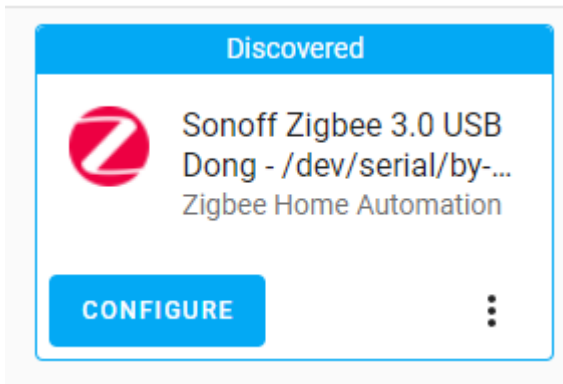 Discovered
Sonoff Zigbee 3.0 USB
Dong - /dev/serial/by-...
Zigbee Home Automation
CONFIGURE